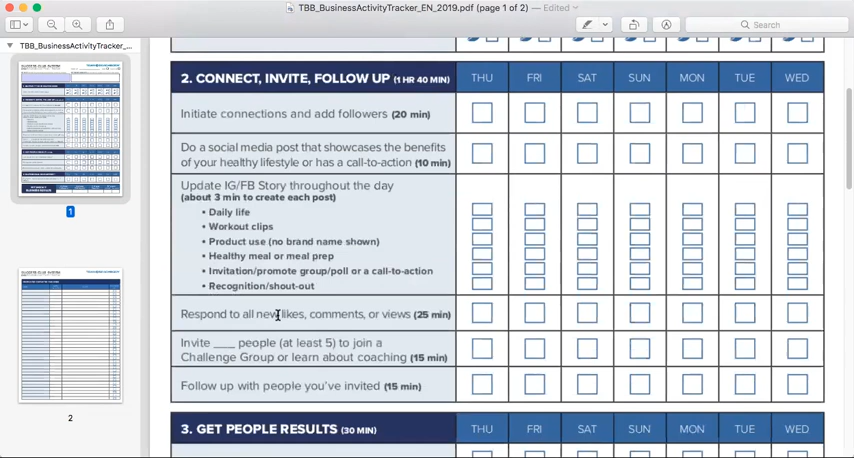 TBB_BusinessActivityTracker_EN_2019.pdf (page 1 of 2) — Edited
Search
TBB_BusinessActivityTracker_...
1
2
2. CONNECT, INVITE, FOLLOW UP (1 HR 40 MIN) THU FRI SAT SUN MON TUE WED
Initiate connections and add followers (20 min)
Do a social media post that showcases the benefits
of your healthy lifestyle or has a call-to-action (10 min)
Update IG/FB Story throughout the day
(about 3 min to create each post)
• Daily life
• Workout clips
• Product use (no brand name shown)
• Healthy meal or meal prep
• Invitation/promote group/poll or a call-to-action
• Recognition/shout-out
Respond to all new likes, comments, or views (25 min)
Invite ___ people (at least 5) to join a
Challenge Group or learn about coaching (15 min)
Follow up with people you've invited (15 min)
3. GET PEOPLE RESULTS (30 MIN) THU FRI SAT SUN MON TUE WED